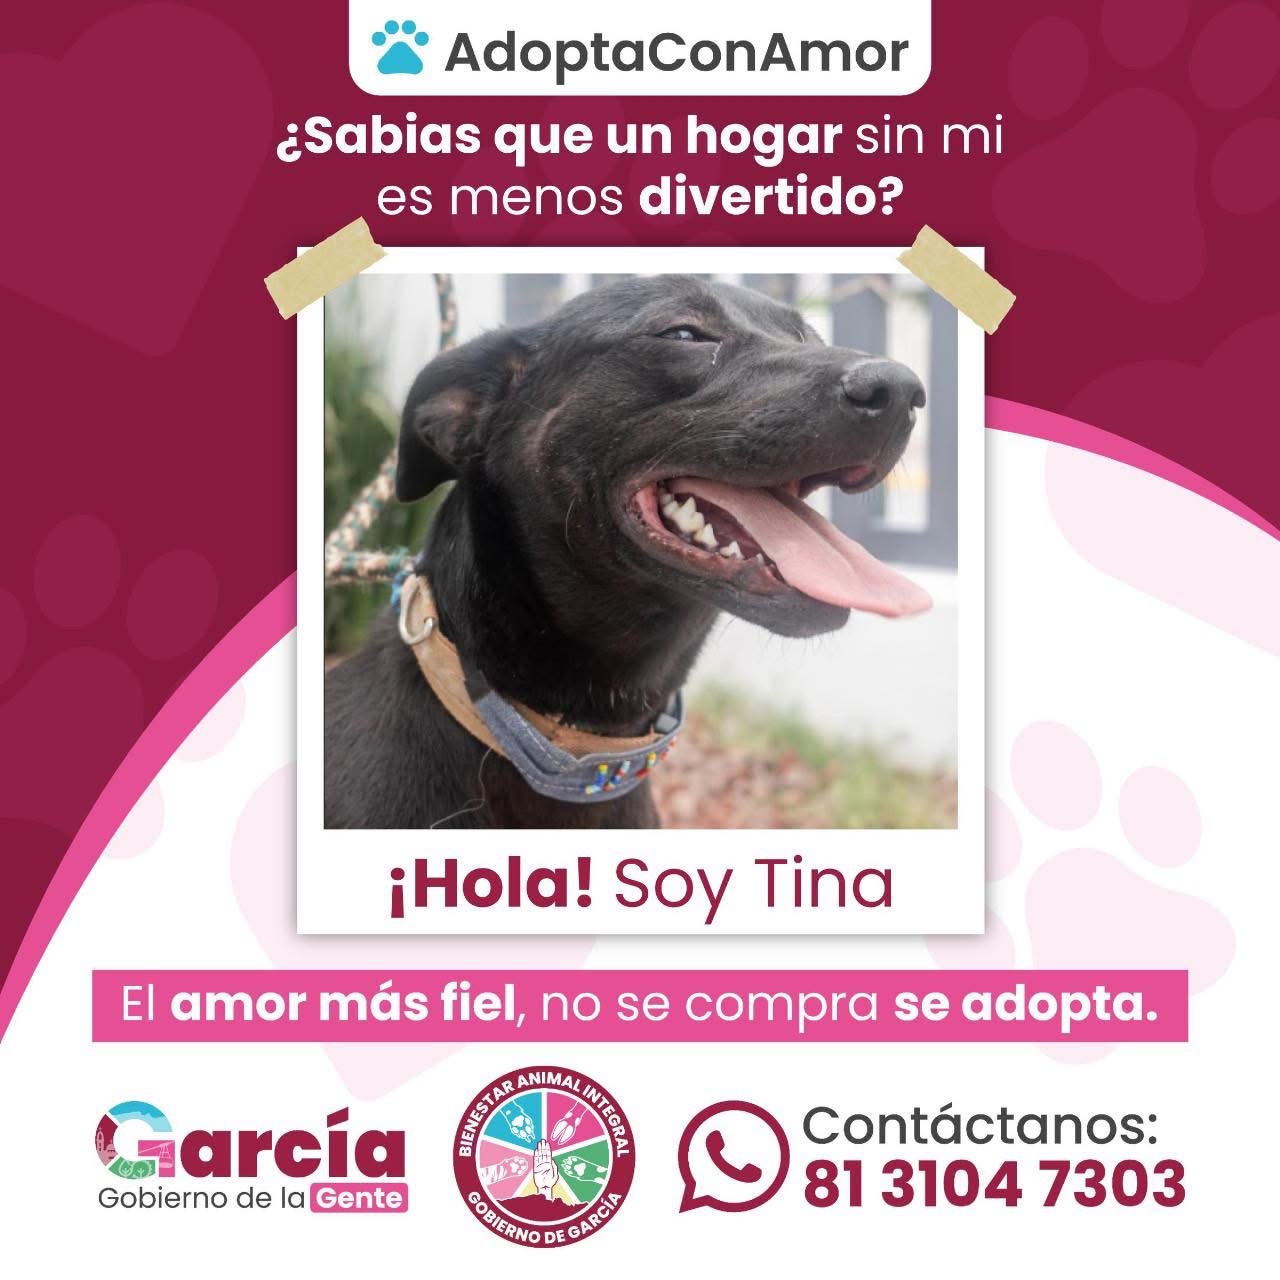 AdoptaConAmor
¿Sabias que un hogar sin mi
es menos divertido?
¡Hola! Soy Tina
El amor más fiel, no se compra se adopta.
García
Gobierno de la Gente
BIENESTAR ANIMAL INTEGRAL
GOBIERNO DE GARCÍA
Contáctanos:
81 3104 7303